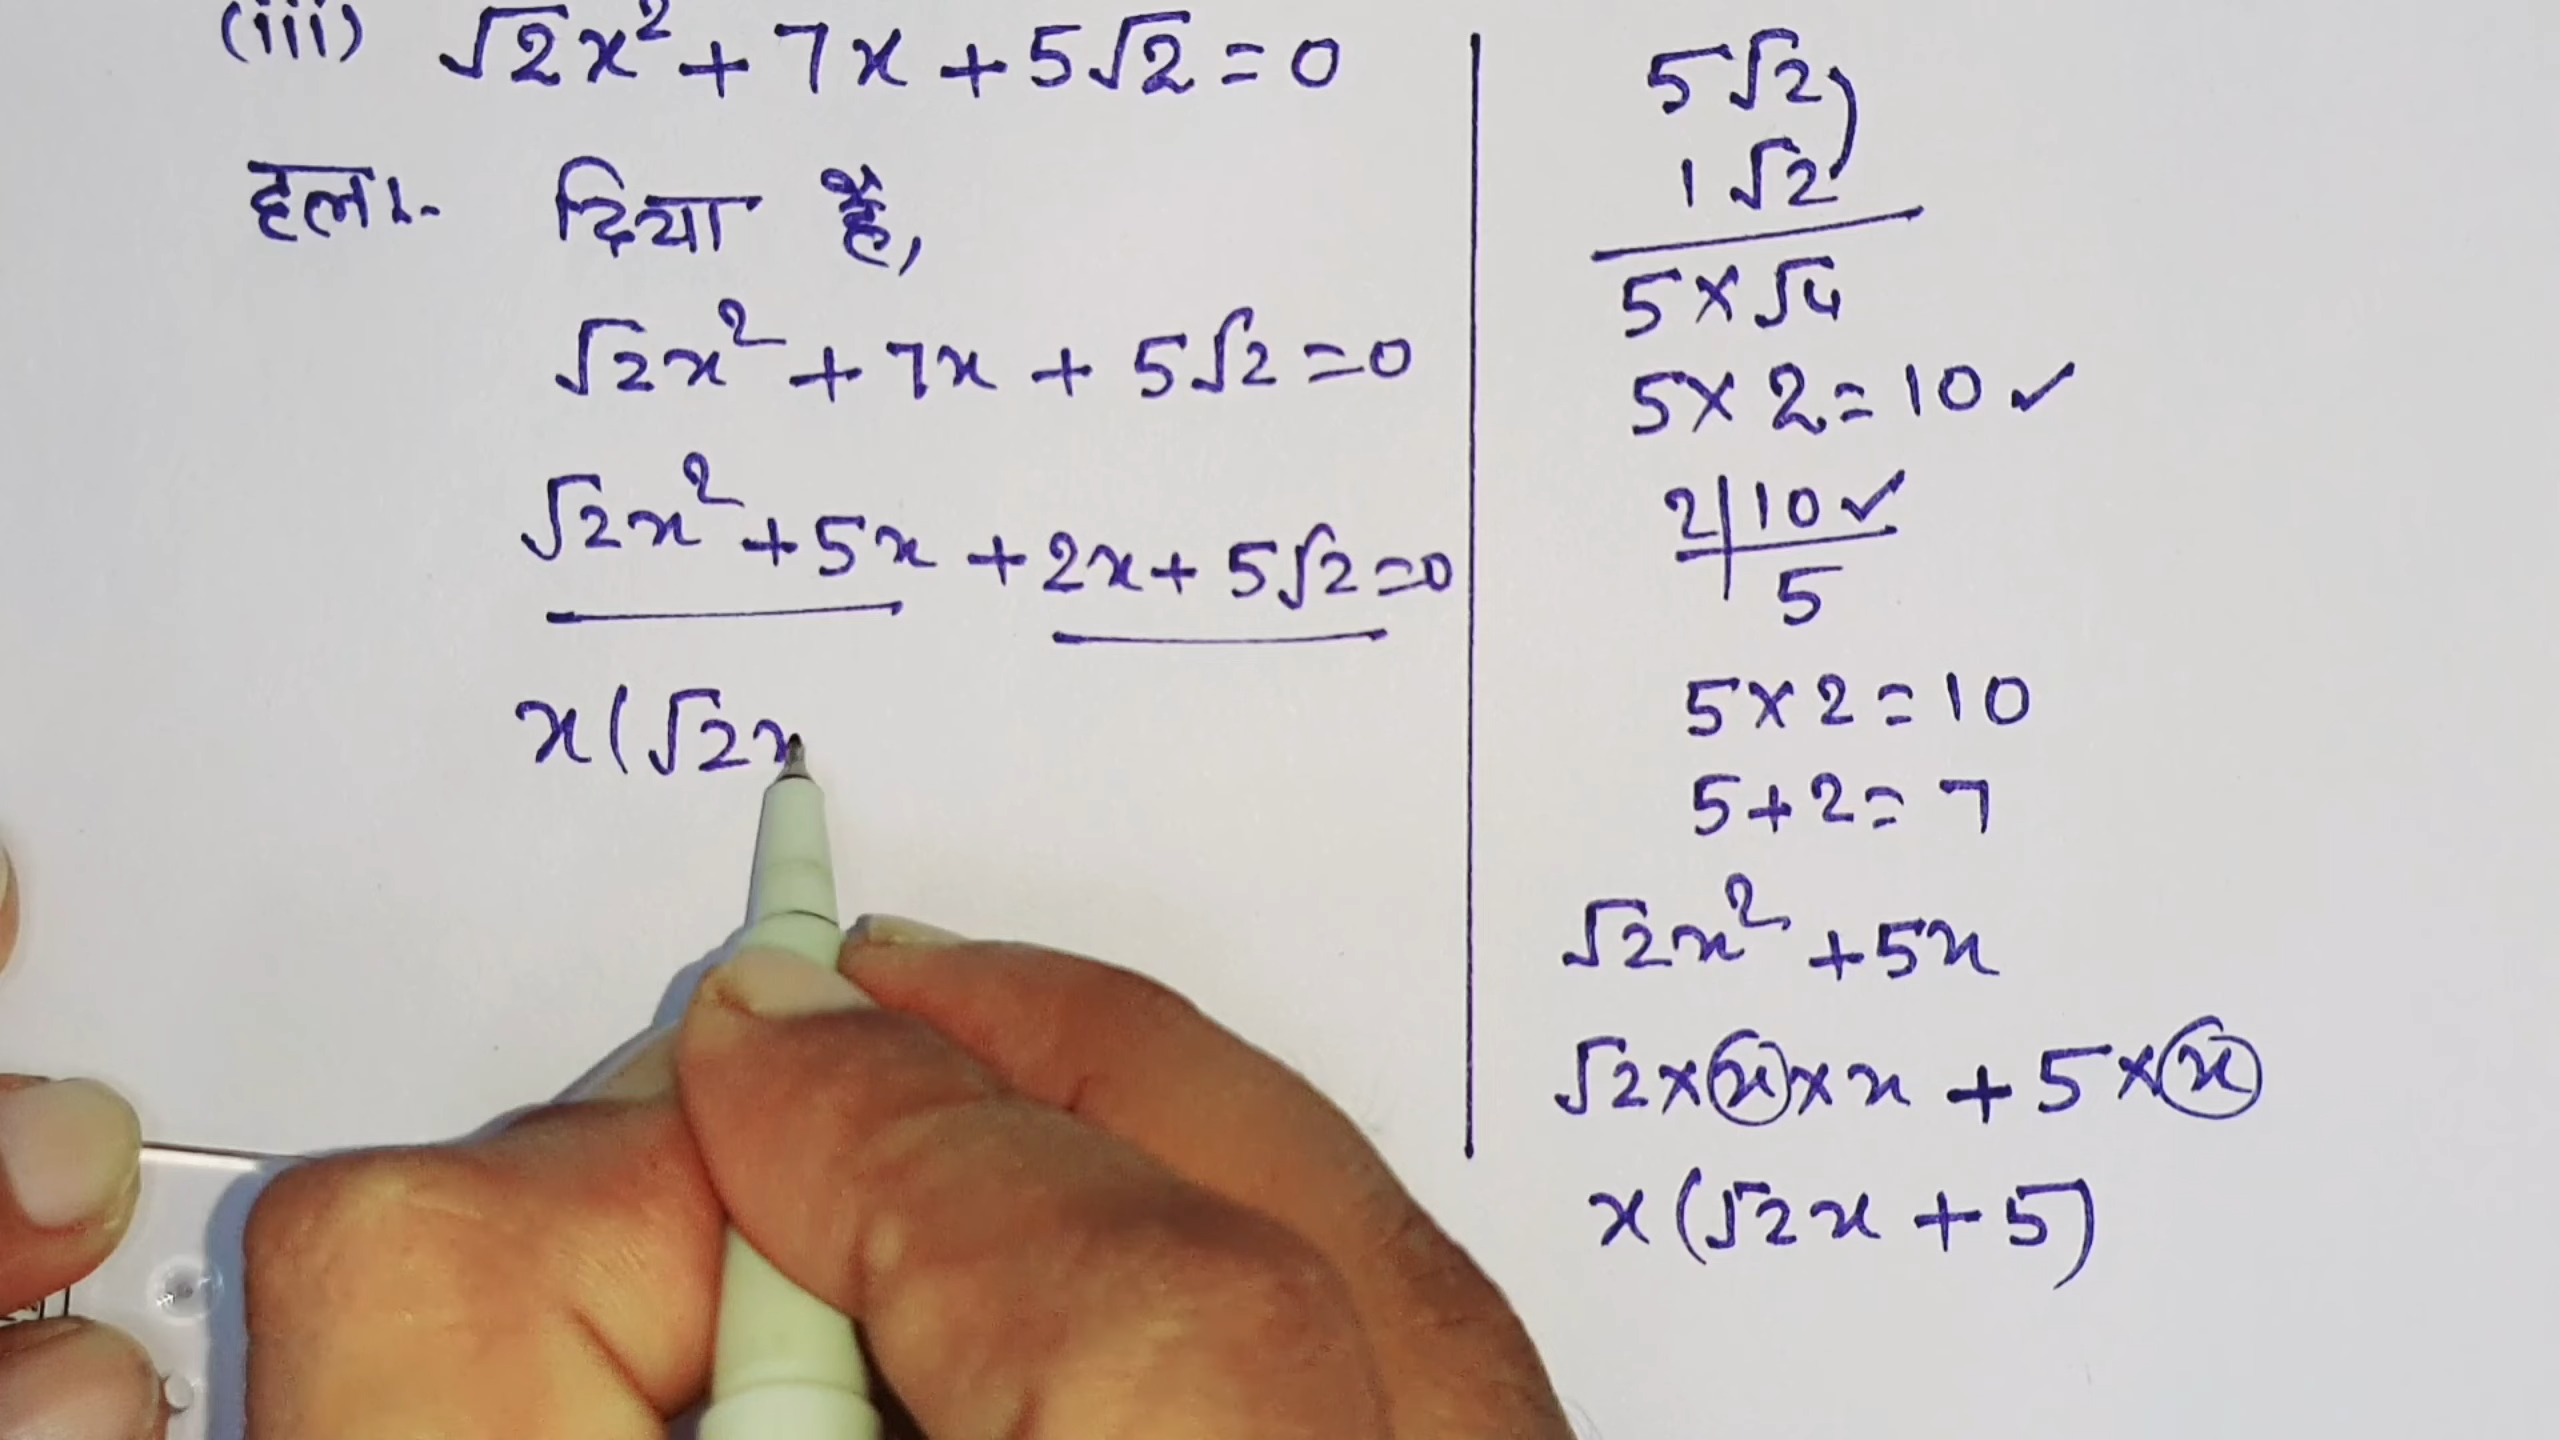 (iii) √2x² + 7x + 5√2 = 0
हलः- दिया है,
√2x² + 7x + 5√2 = 0
√2x² + 5x + 2x + 5√2 = 0
x(√2x
5√2
1√2
5 × √4
5 × 2 = 10 ✓
2|10 ✓
5
5 × 2 = 10
5 + 2 = 7
√2x² + 5x
√2 × x × x + 5 × x
x(√2x + 5)